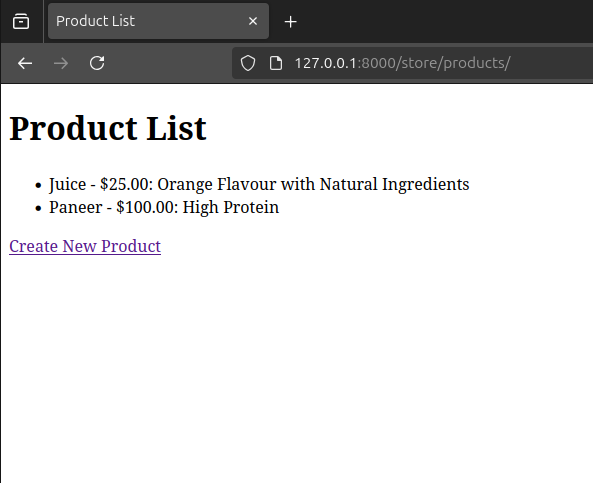 Product List
127.0.0.1:8000/store/products/
Product List
Juice - $25.00: Orange Flavour with Natural Ingredients
Paneer - $100.00: High Protein
Create New Product